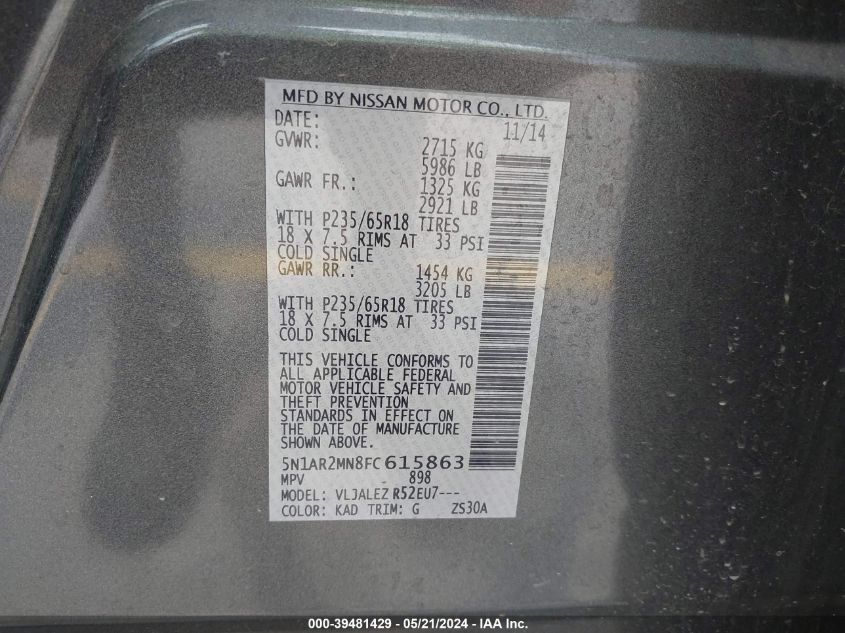 MFD BY NISSAN MOTOR CO., LTD.
DATE: 11/14
GVWR: 2715 KG
5986 LB
GAWR FR.: 1325 KG
2921 LB
WITH P235/65R18 TIRES
18 X 7.5 RIMS AT 33 PSI
COLD SINGLE
GAWR RR.: 1454 KG
3205 LB
WITH P235/65R18 TIRES
18 X 7.5 RIMS AT 33 PSI
COLD SINGLE
THIS VEHICLE CONFORMS TO
ALL APPLICABLE FEDERAL
MOTOR VEHICLE SAFETY AND
THEFT PREVENTION
STANDARDS IN EFFECT ON
THE DATE OF MANUFACTURE
SHOWN ABOVE.
5N1AR2MN8FC615863
MPV 898
MODEL: VLJALEZ R52EU7---
COLOR: KAD TRIM: G ZS30A
000-39481429 - 05/21/2024 - IAA Inc.